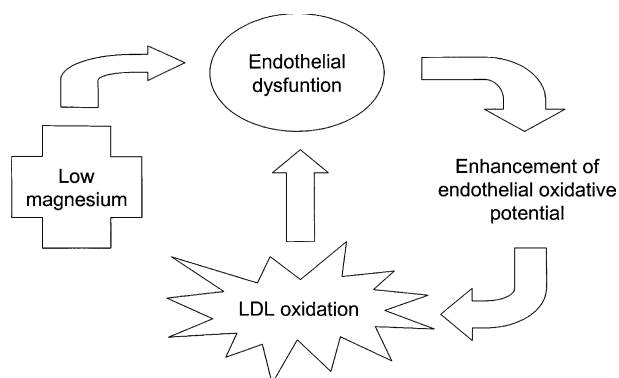 Endothelial
dysfuntion
Low
magnesium
Enhancement of
endothelial oxidative
potential
LDL oxidation